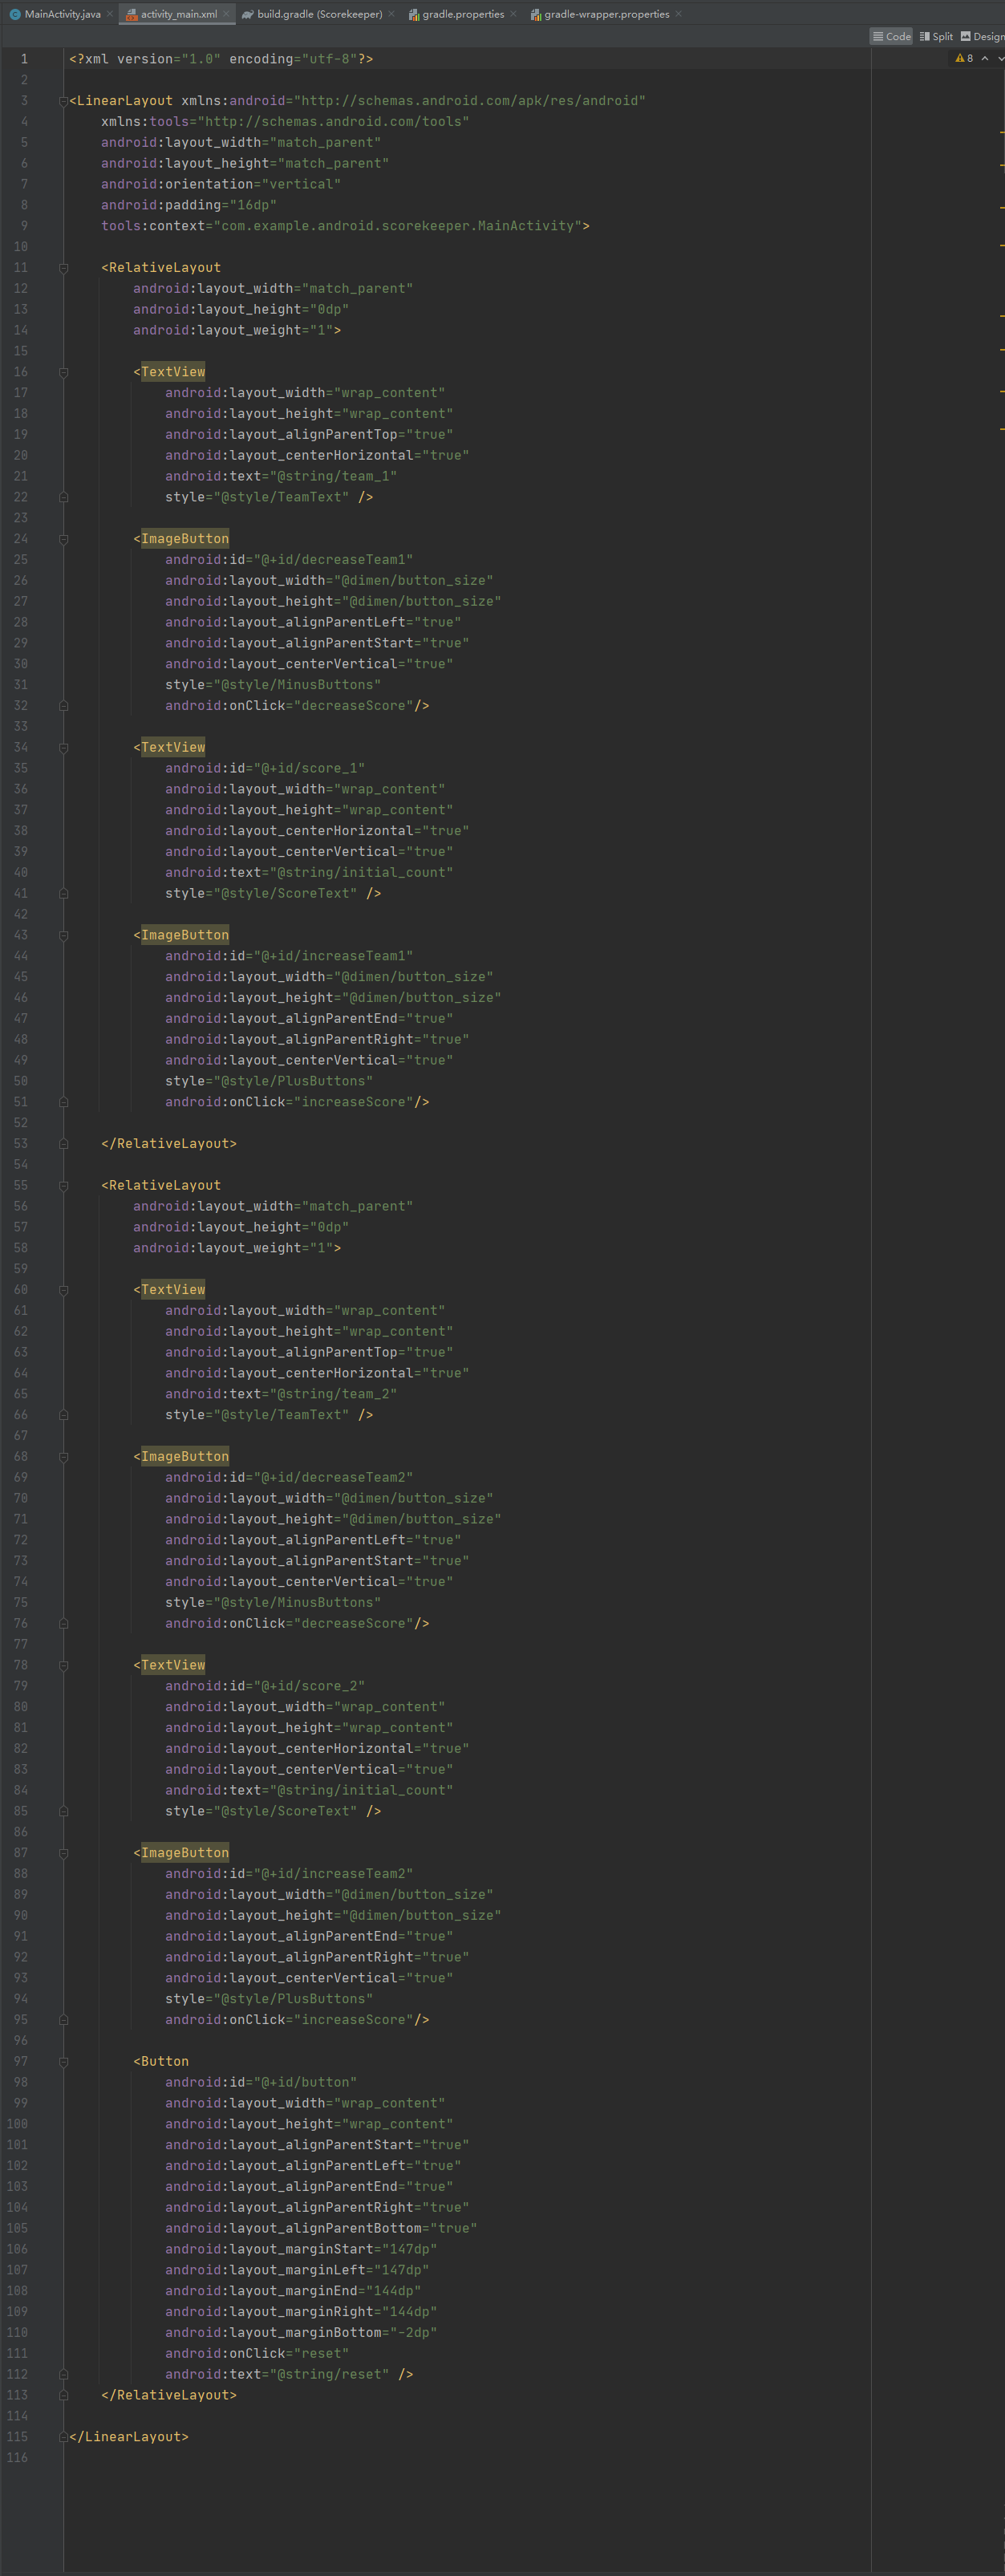 MainActivity.java activity_main.xml build.gradle (Scorekeeper) gradle.properties gradle-wrapper.properties
Code Split Design
8
1 <?xml version="1.0" encoding="utf-8"?>
2
3 <LinearLayout xmlns:android="http://schemas.android.com/apk/res/android"
4     xmlns:tools="http://schemas.android.com/tools"
5     android:layout_width="match_parent"
6     android:layout_height="match_parent"
7     android:orientation="vertical"
8     android:padding="16dp"
9     tools:context="com.example.android.scorekeeper.MainActivity">
10
11     <RelativeLayout
12         android:layout_width="match_parent"
13         android:layout_height="0dp"
14         android:layout_weight="1">
15
16         <TextView
17             android:layout_width="wrap_content"
18             android:layout_height="wrap_content"
19             android:layout_alignParentTop="true"
20             android:layout_centerHorizontal="true"
21             android:text="@string/team_1"
22             style="@style/TeamText" />
23
24         <ImageButton
25             android:id="@+id/decreaseTeam1"
26             android:layout_width="@dimen/button_size"
27             android:layout_height="@dimen/button_size"
28             android:layout_alignParentLeft="true"
29             android:layout_alignParentStart="true"
30             android:layout_centerVertical="true"
31             style="@style/MinusButtons"
32             android:onClick="decreaseScore"/>
33
34         <TextView
35             android:id="@+id/score_1"
36             android:layout_width="wrap_content"
37             android:layout_height="wrap_content"
38             android:layout_centerHorizontal="true"
39             android:layout_centerVertical="true"
40             android:text="@string/initial_count"
41             style="@style/ScoreText" />
42
43         <ImageButton
44             android:id="@+id/increaseTeam1"
45             android:layout_width="@dimen/button_size"
46             android:layout_height="@dimen/button_size"
47             android:layout_alignParentEnd="true"
48             android:layout_alignParentRight="true"
49             android:layout_centerVertical="true"
50             style="@style/PlusButtons"
51             android:onClick="increaseScore"/>
52
53     </RelativeLayout>
54
55     <RelativeLayout
56         android:layout_width="match_parent"
57         android:layout_height="0dp"
58         android:layout_weight="1">
59
60         <TextView
61             android:layout_width="wrap_content"
62             android:layout_height="wrap_content"
63             android:layout_alignParentTop="true"
64             android:layout_centerHorizontal="true"
65             android:text="@string/team_2"
66             style="@style/TeamText" />
67
68         <ImageButton
69             android:id="@+id/decreaseTeam2"
70             android:layout_width="@dimen/button_size"
71             android:layout_height="@dimen/button_size"
72             android:layout_alignParentLeft="true"
73             android:layout_alignParentStart="true"
74             android:layout_centerVertical="true"
75             style="@style/MinusButtons"
76             android:onClick="decreaseScore"/>
77
78         <TextView
79             android:id="@+id/score_2"
80             android:layout_width="wrap_content"
81             android:layout_height="wrap_content"
82             android:layout_centerHorizontal="true"
83             android:layout_centerVertical="true"
84             android:text="@string/initial_count"
85             style="@style/ScoreText" />
86
87         <ImageButton
88             android:id="@+id/increaseTeam2"
89             android:layout_width="@dimen/button_size"
90             android:layout_height="@dimen/button_size"
91             android:layout_alignParentEnd="true"
92             android:layout_alignParentRight="true"
93             android:layout_centerVertical="true"
94             style="@style/PlusButtons"
95             android:onClick="increaseScore"/>
96
97         <Button
98             android:id="@+id/button"
99             android:layout_width="wrap_content"
100             android:layout_height="wrap_content"
101             android:layout_alignParentStart="true"
102             android:layout_alignParentLeft="true"
103             android:layout_alignParentEnd="true"
104             android:layout_alignParentRight="true"
105             android:layout_alignParentBottom="true"
106             android:layout_marginStart="147dp"
107             android:layout_marginLeft="147dp"
108             android:layout_marginEnd="144dp"
109             android:layout_marginRight="144dp"
110             android:layout_marginBottom="-2dp"
111             android:onClick="reset"
112             android:text="@string/reset" />
113     </RelativeLayout>
114
115 </LinearLayout>
116